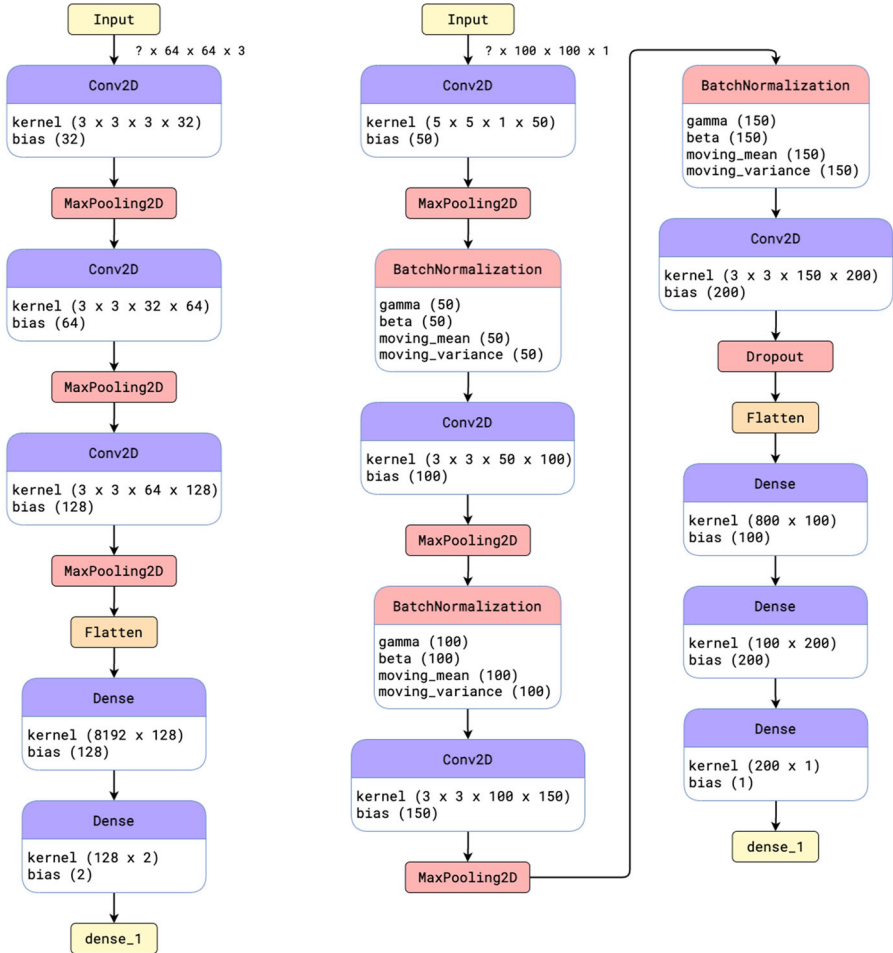 Input
? x 64 x 64 x 3
Conv2D
kernel (3 x 3 x 3 x 32)
bias (32)
MaxPooling2D
Conv2D
kernel (3 x 3 x 32 x 64)
bias (64)
MaxPooling2D
Conv2D
kernel (3 x 3 x 64 x 128)
bias (128)
MaxPooling2D
Flatten
Dense
kernel (8192 x 128)
bias (128)
Dense
kernel (128 x 2)
bias (2)
dense_1
Input
? x 100 x 100 x 1
Conv2D
kernel (5 x 5 x 1 x 50)
bias (50)
MaxPooling2D
BatchNormalization
gamma (50)
beta (50)
moving_mean (50)
moving_variance (50)
Conv2D
kernel (3 x 3 x 50 x 100)
bias (100)
MaxPooling2D
BatchNormalization
gamma (100)
beta (100)
moving_mean (100)
moving_variance (100)
Conv2D
kernel (3 x 3 x 100 x 150)
bias (150)
MaxPooling2D
BatchNormalization
gamma (150)
beta (150)
moving_mean (150)
moving_variance (150)
Conv2D
kernel (3 x 3 x 150 x 200)
bias (200)
Dropout
Flatten
Dense
kernel (800 x 100)
bias (100)
Dense
kernel (100 x 200)
bias (200)
Dense
kernel (200 x 1)
bias (1)
dense_1